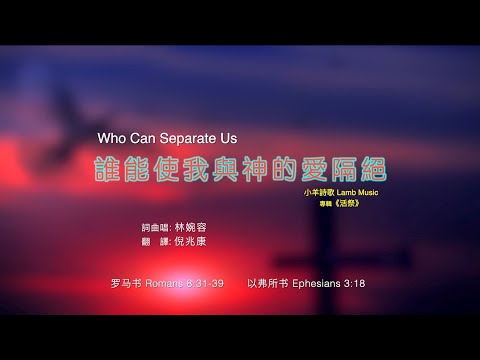 Who Can Separate Us
誰能使我與神的愛隔絕
小羊詩歌 Lamb Music
專輯《活祭》
詞曲唱: 林婉容
翻　譯: 倪兆康
罗马书 Romans 8:31-39　以弗所书 Ephesians 3:18